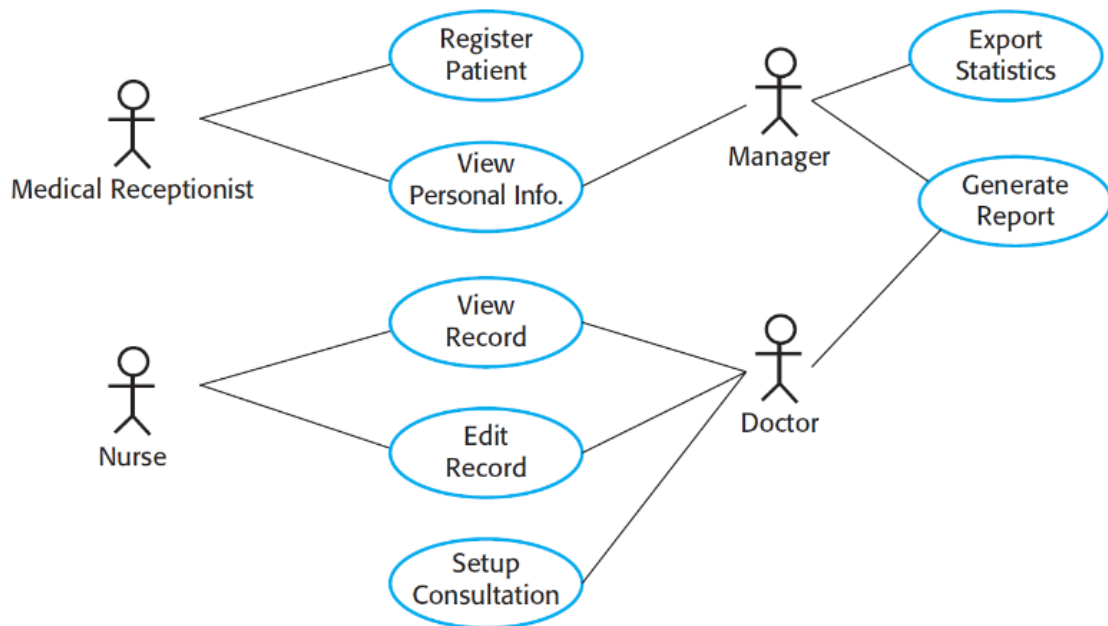 Register
Patient
Export
Statistics
Medical Receptionist
View
Personal Info.
Manager
Generate
Report
View
Record
Nurse
Edit
Record
Doctor
Setup
Consultation